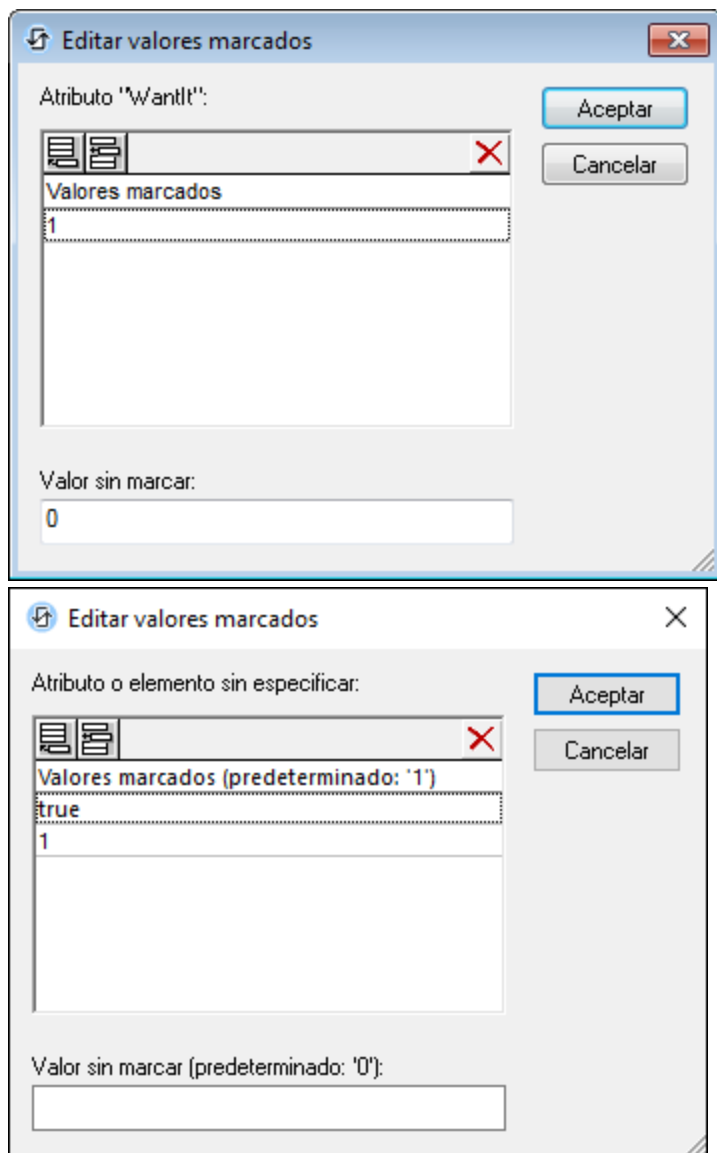 Editar valores marcados
Atributo "WantIt":
Aceptar
Cancelar
Valores marcados
1
Valor sin marcar:
0
Editar valores marcados
Atributo o elemento sin especificar:
Aceptar
Cancelar
Valores marcados (predeterminado: '1')
true
1
Valor sin marcar (predeterminado: '0'):